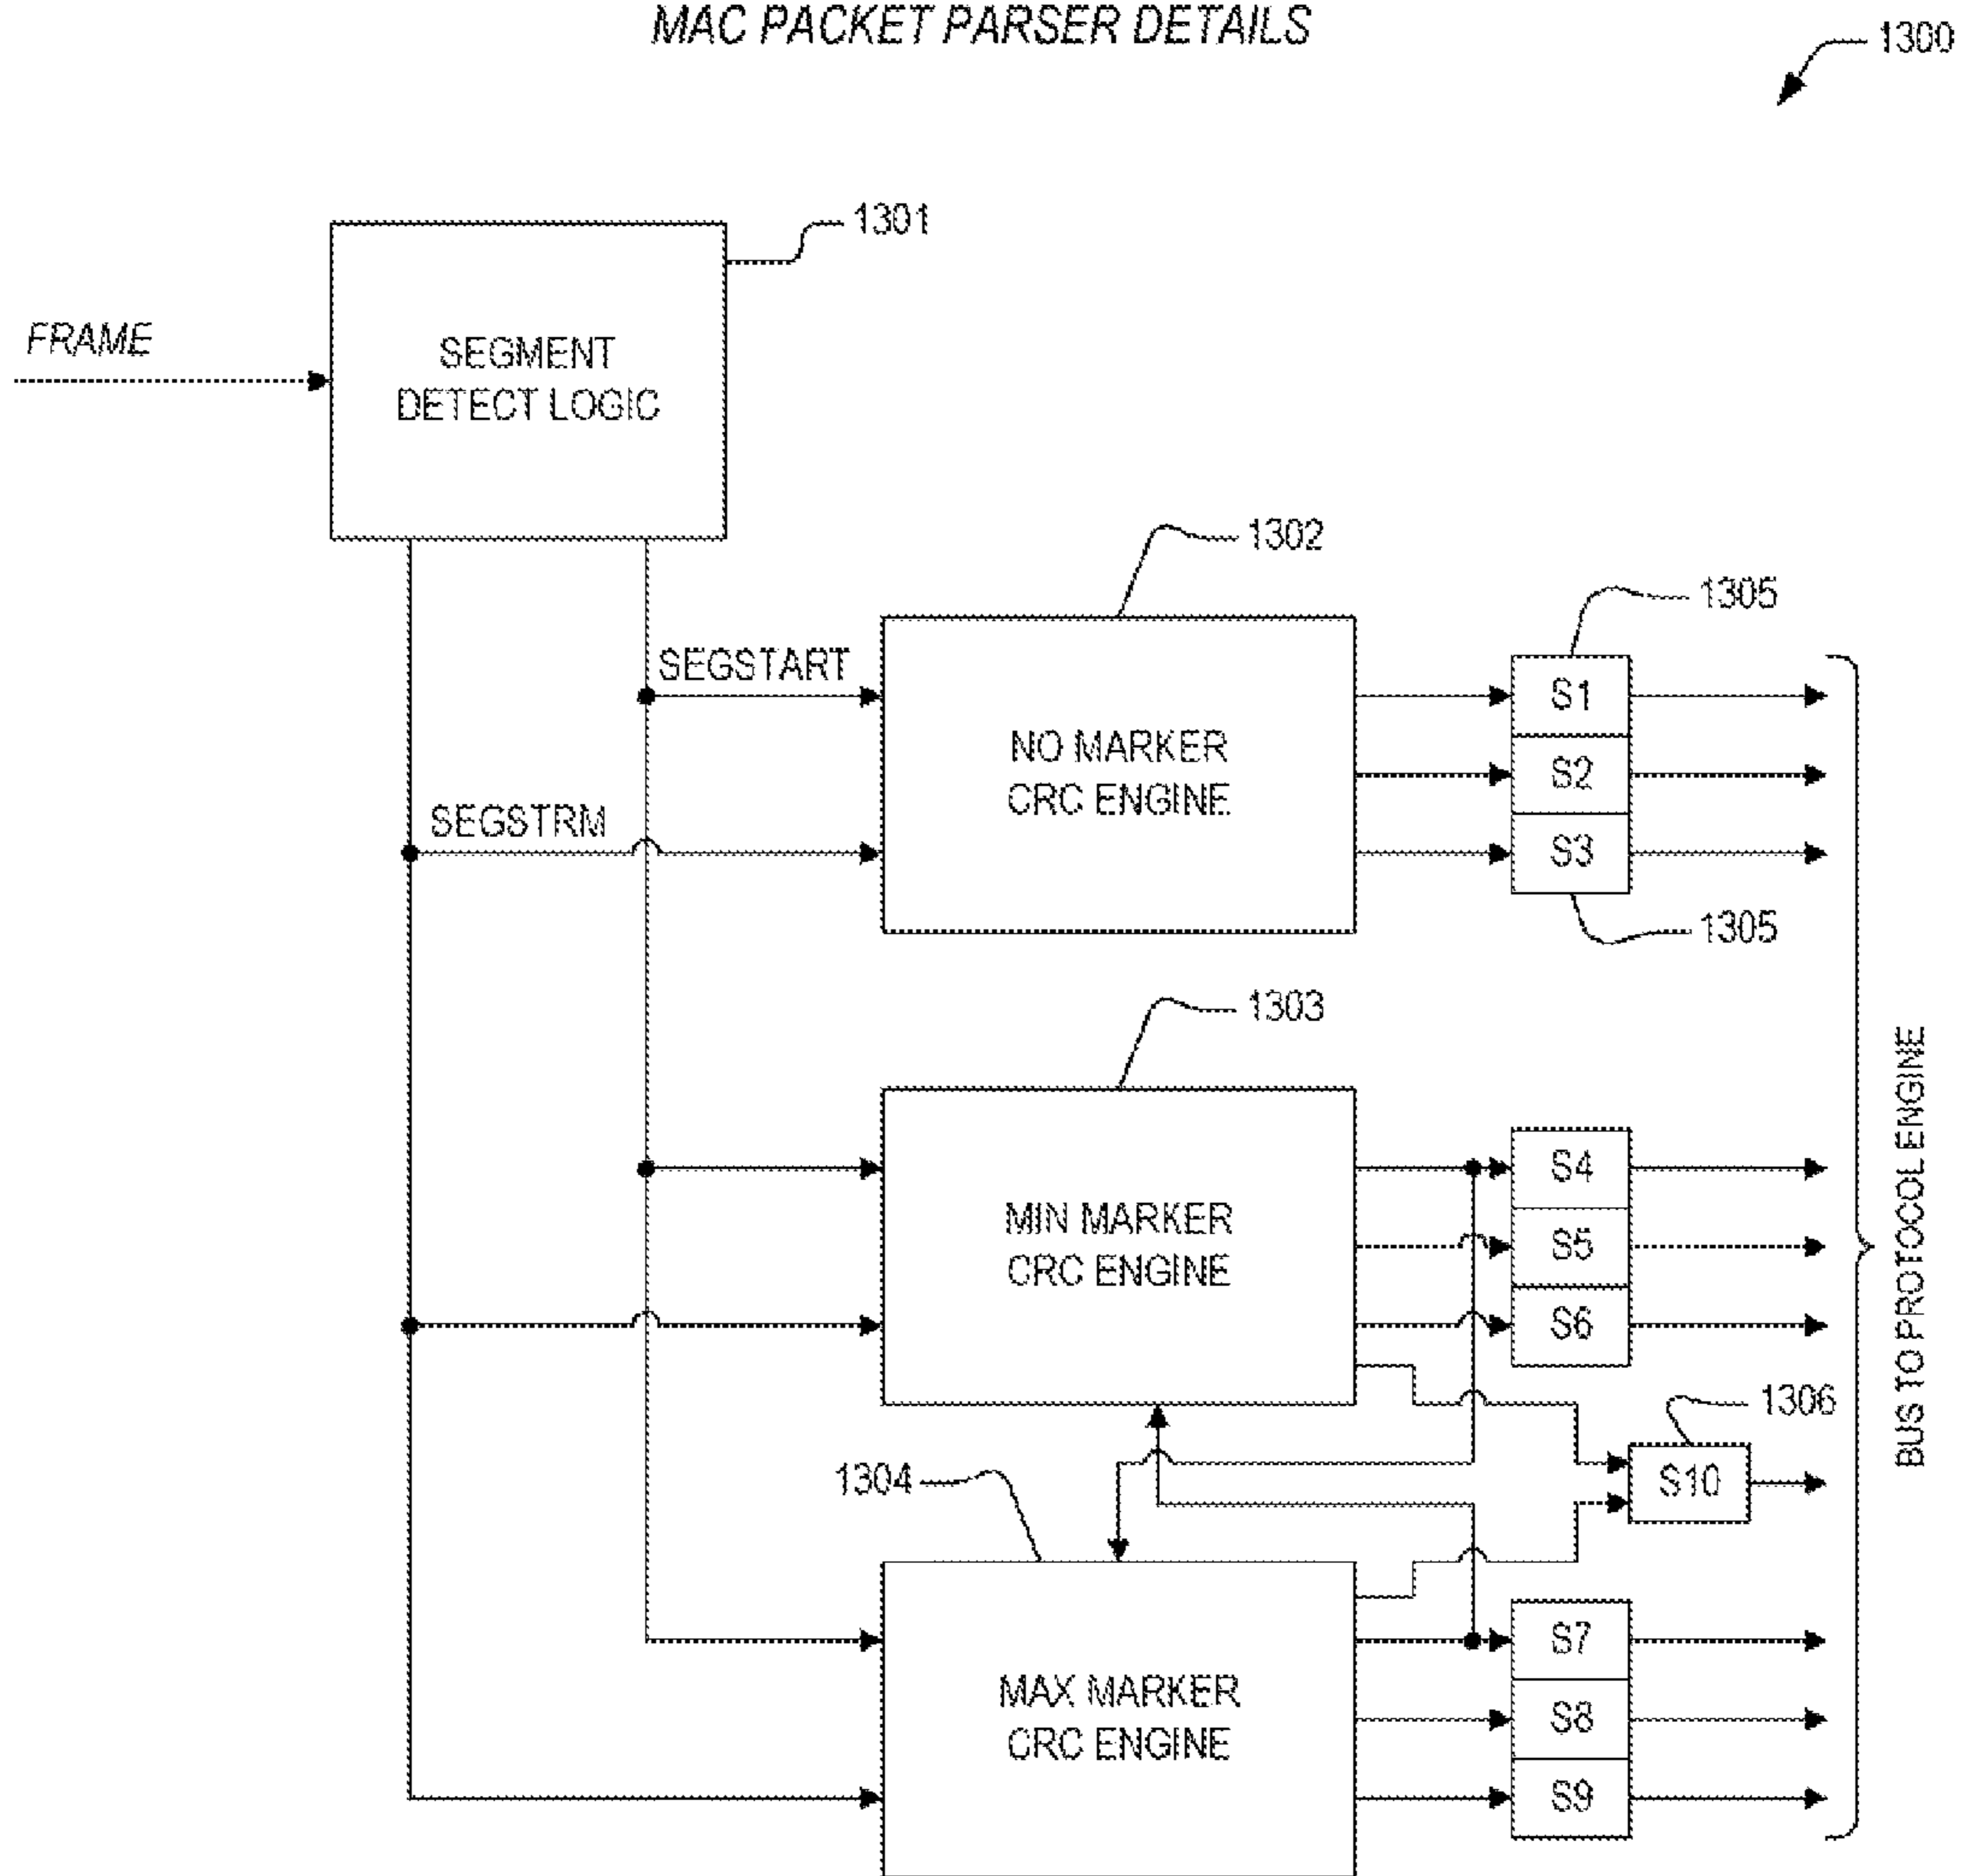 MAC PACKET PARSER DETAILS
1300
1301
FRAME
SEGMENT
DETECT LOGIC
1302
1305
SEGSTART
S1
NO MARKER
CRC ENGINE
S2
SEGSTRM
S3
1305
1303
S4
MIN MARKER
CRC ENGINE
S5
S6
BUS TO PROTOCOL ENGINE
1306
1304
S10
S7
MAX MARKER
CRC ENGINE
S8
S9